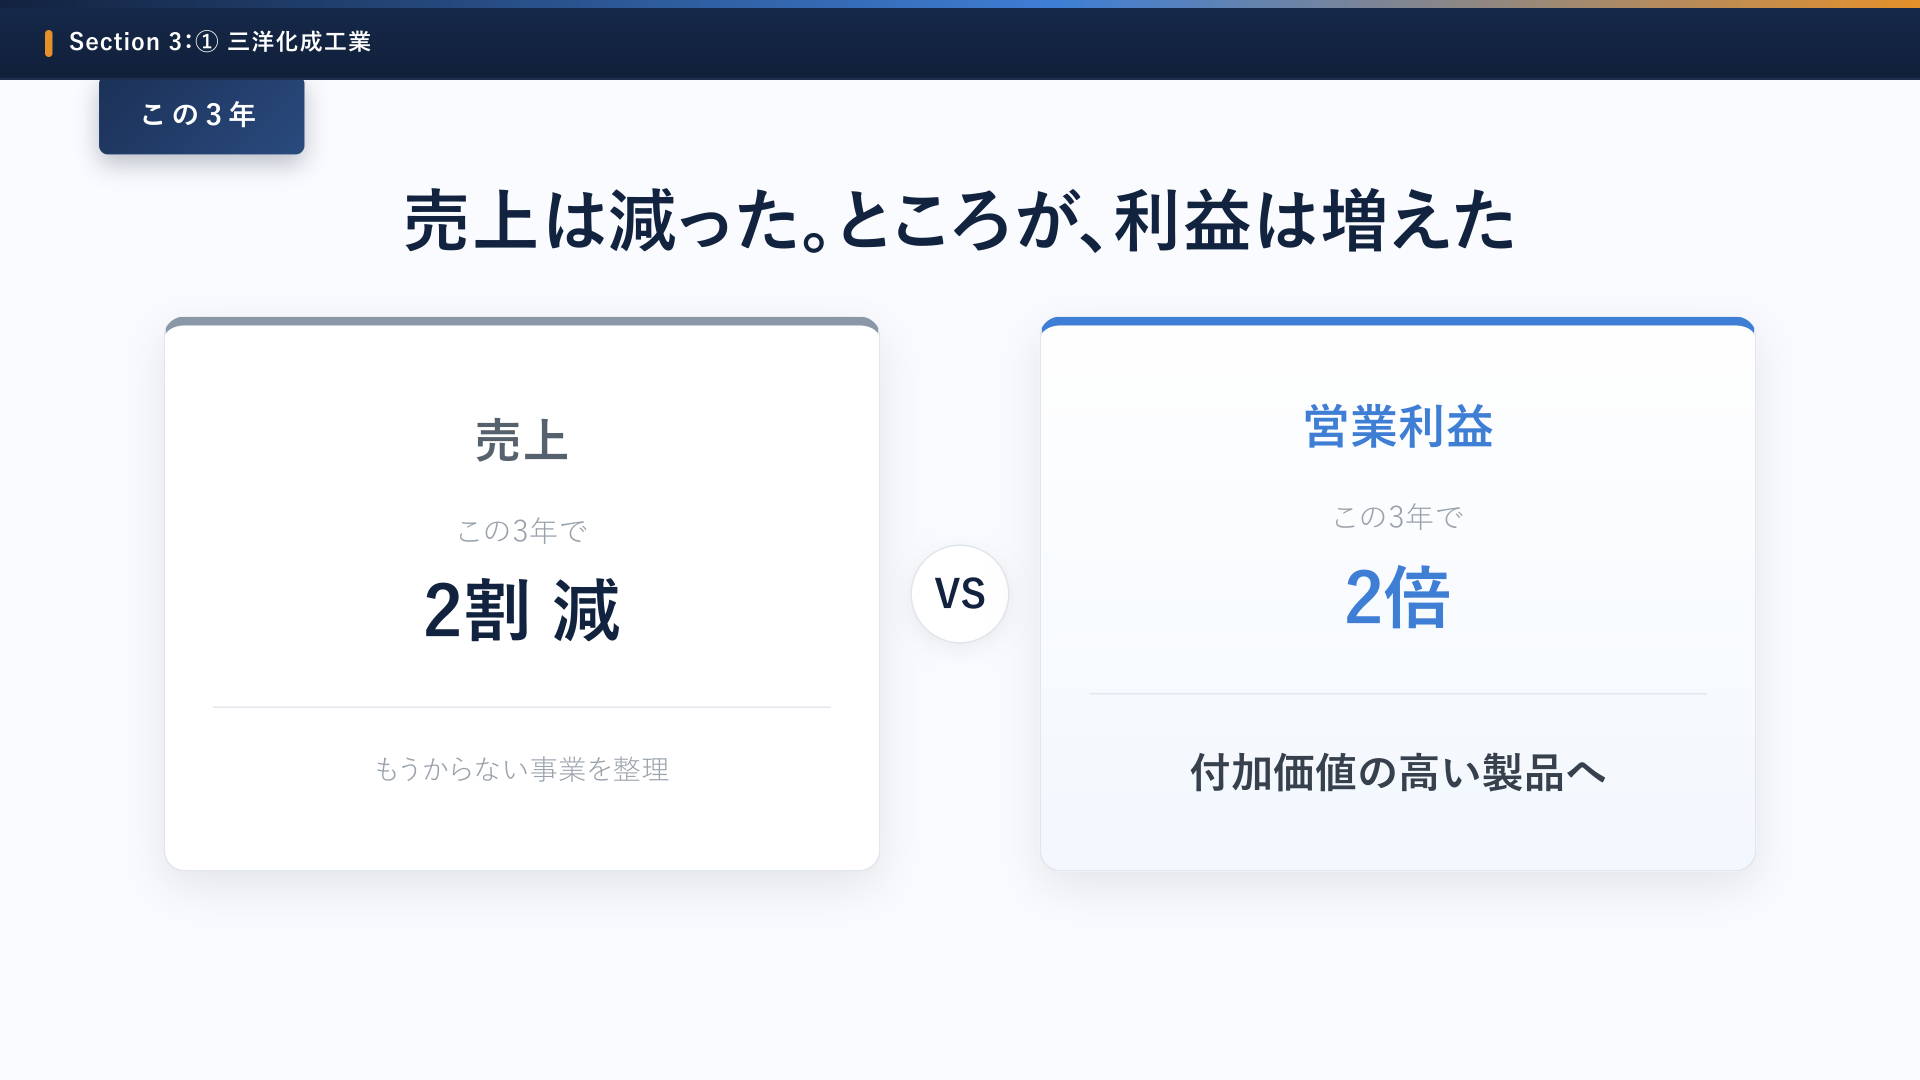 Section 3:① 三洋化成工業
この3年
売上は減った。ところが、利益は増えた
売上
この3年で
2割 減
もうからない事業を整理
VS
営業利益
この3年で
2倍
付加価値の高い製品へ